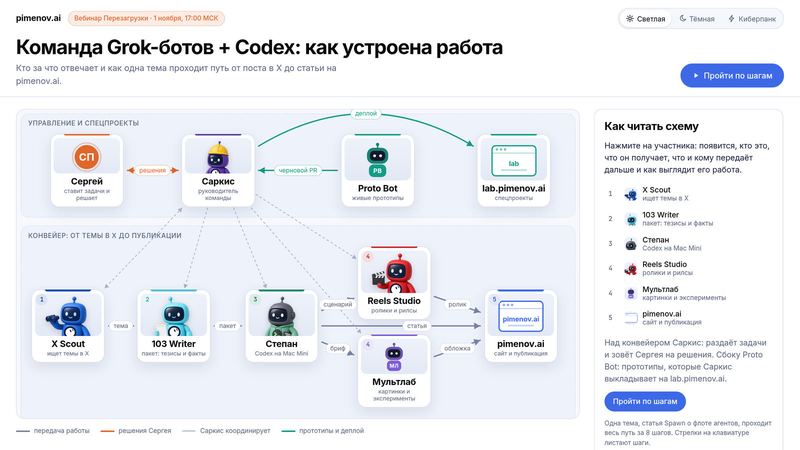 pimenov.ai
Вебинар Перезагрузки · 1 ноября, 17:00 МСК
Светлая
Тёмная
Киберпанк
Команда Grok-ботов + Codex: как устроена работа
Кто за что отвечает и как одна тема проходит путь от поста в X до статьи на
pimenov.ai.
Пройти по шагам
УПРАВЛЕНИЕ И СПЕЦПРОЕКТЫ
деплой
СП
Сергей
ставит задачи и
решает
решения
Саркис
руководитель
команды
черновой PR
PB
Proto Bot
живые прототипы
lab
lab.pimenov.ai
спецпроекты
КОНВЕЙЕР: ОТ ТЕМЫ В X ДО ПУБЛИКАЦИИ
1
X Scout
ищет темы в X
тема
2
103 Writer
пакет: тезисы и факты
пакет
3
Степан
Codex на Mac Mini
сценарий
статья
бриф
4
Reels Studio
ролики и рилсы
ролик
4
МЛ
Мультлаб
картинки и
эксперименты
обложка
5
pimenov.ai
pimenov.ai
сайт и публикация
передача работы
решения Сергея
Саркис координирует
прототипы и деплой
Как читать схему
Нажмите на участника: появится, кто это,
что он получает, что и кому передаёт
дальше и как выглядит его работа.
1
X Scout
ищет темы в X
2
103 Writer
пакет: тезисы и факты
3
Степан
Codex на Mac Mini
4
Reels Studio
ролики и рилсы
4
Мультлаб
картинки и эксперименты
5
pimenov.ai
сайт и публикация
Над конвейером Саркис: раздаёт задачи
и зовёт Сергея на решения. Сбоку Proto
Bot: прототипы, которые Саркис
выкладывает на lab.pimenov.ai.
Пройти по шагам
Одна тема, статья Spawn о флоте агентов, проходит
весь путь за 8 шагов. Стрелки на клавиатуре
листают шаги.